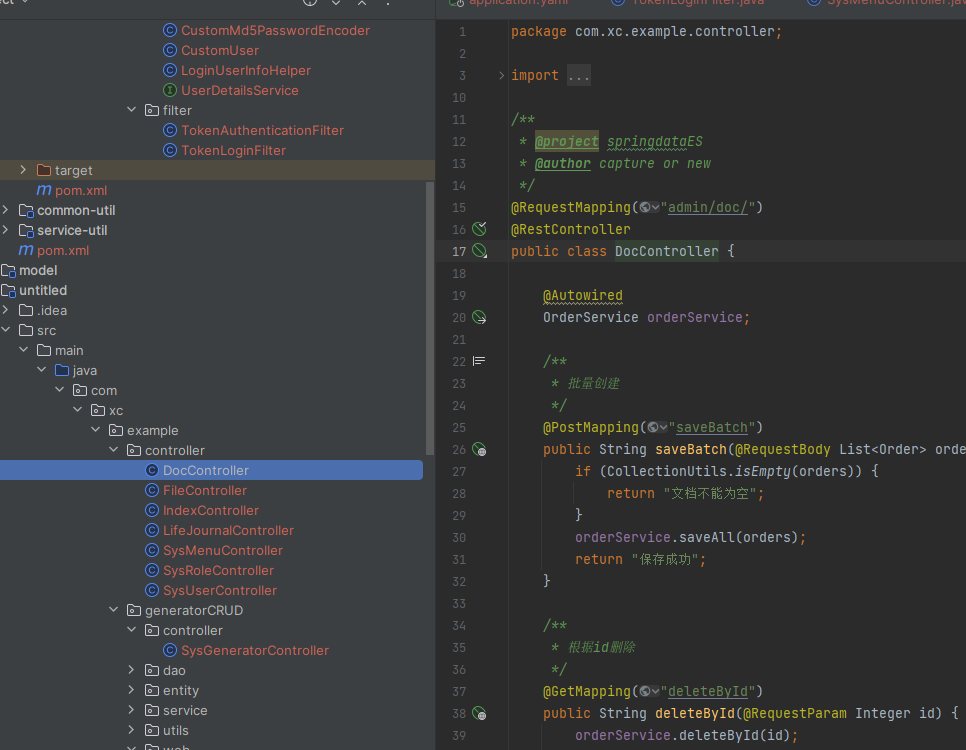 CustomMd5PasswordEncoder
CustomUser
LoginUserInfoHelper
UserDetailsService
filter
TokenAuthenticationFilter
TokenLoginFilter
target
pom.xml
common-util
service-util
pom.xml
model
untitled
.idea
src
main
java
com
xc
example
controller
DocController
FileController
IndexController
LifeJournalController
SysMenuController
SysRoleController
SysUserController
generatorCRUD
controller
SysGeneratorController
dao
entity
service
utils
web
application.yaml TokenLoginFilter.java SysMenuController.java
1 package com.xc.example.controller;
2
3 import ...
10
11 /**
12 * @project springdataES
13 * @author capture or new
14 */
15 @RequestMapping("admin/doc/")
16 @RestController
17 public class DocController {
18
19 @Autowired
20 OrderService orderService;
21
22 /**
23 * 批量创建
24 */
25 @PostMapping("saveBatch")
26 public String saveBatch(@RequestBody List<Order> orde
27 if (CollectionUtils.isEmpty(orders)) {
28 return "文档不能为空";
29 }
30 orderService.saveAll(orders);
31 return "保存成功";
32 }
33
34 /**
35 * 根据id删除
36 */
37 @GetMapping("deleteById")
38 public String deleteById(@RequestParam Integer id) {
39 orderService.deleteById(id);